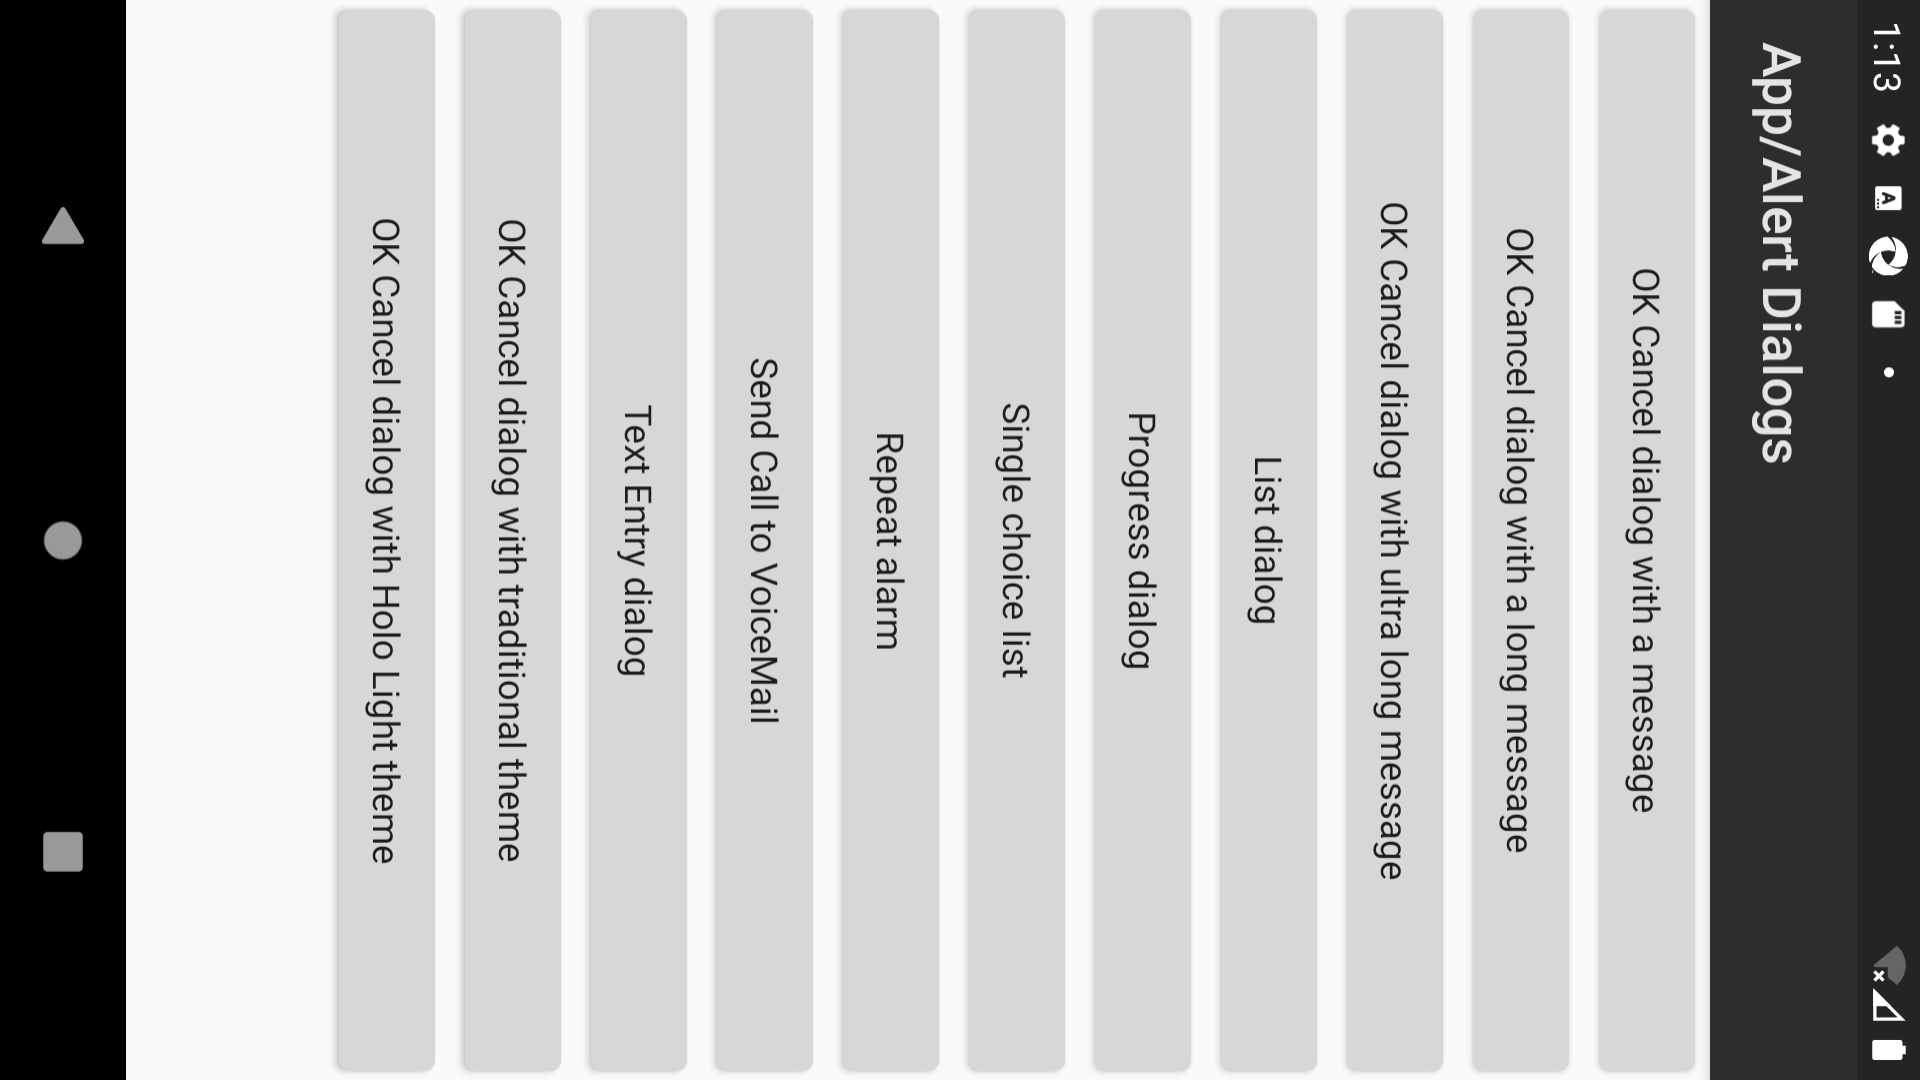 1:13
App/Alert Dialogs
OK Cancel dialog with a message
OK Cancel dialog with a long message
OK Cancel dialog with ultra long message
List dialog
Progress dialog
Single choice list
Repeat alarm
Send Call to VoiceMail
Text Entry dialog
OK Cancel dialog with traditional theme
OK Cancel dialog with Holo Light theme